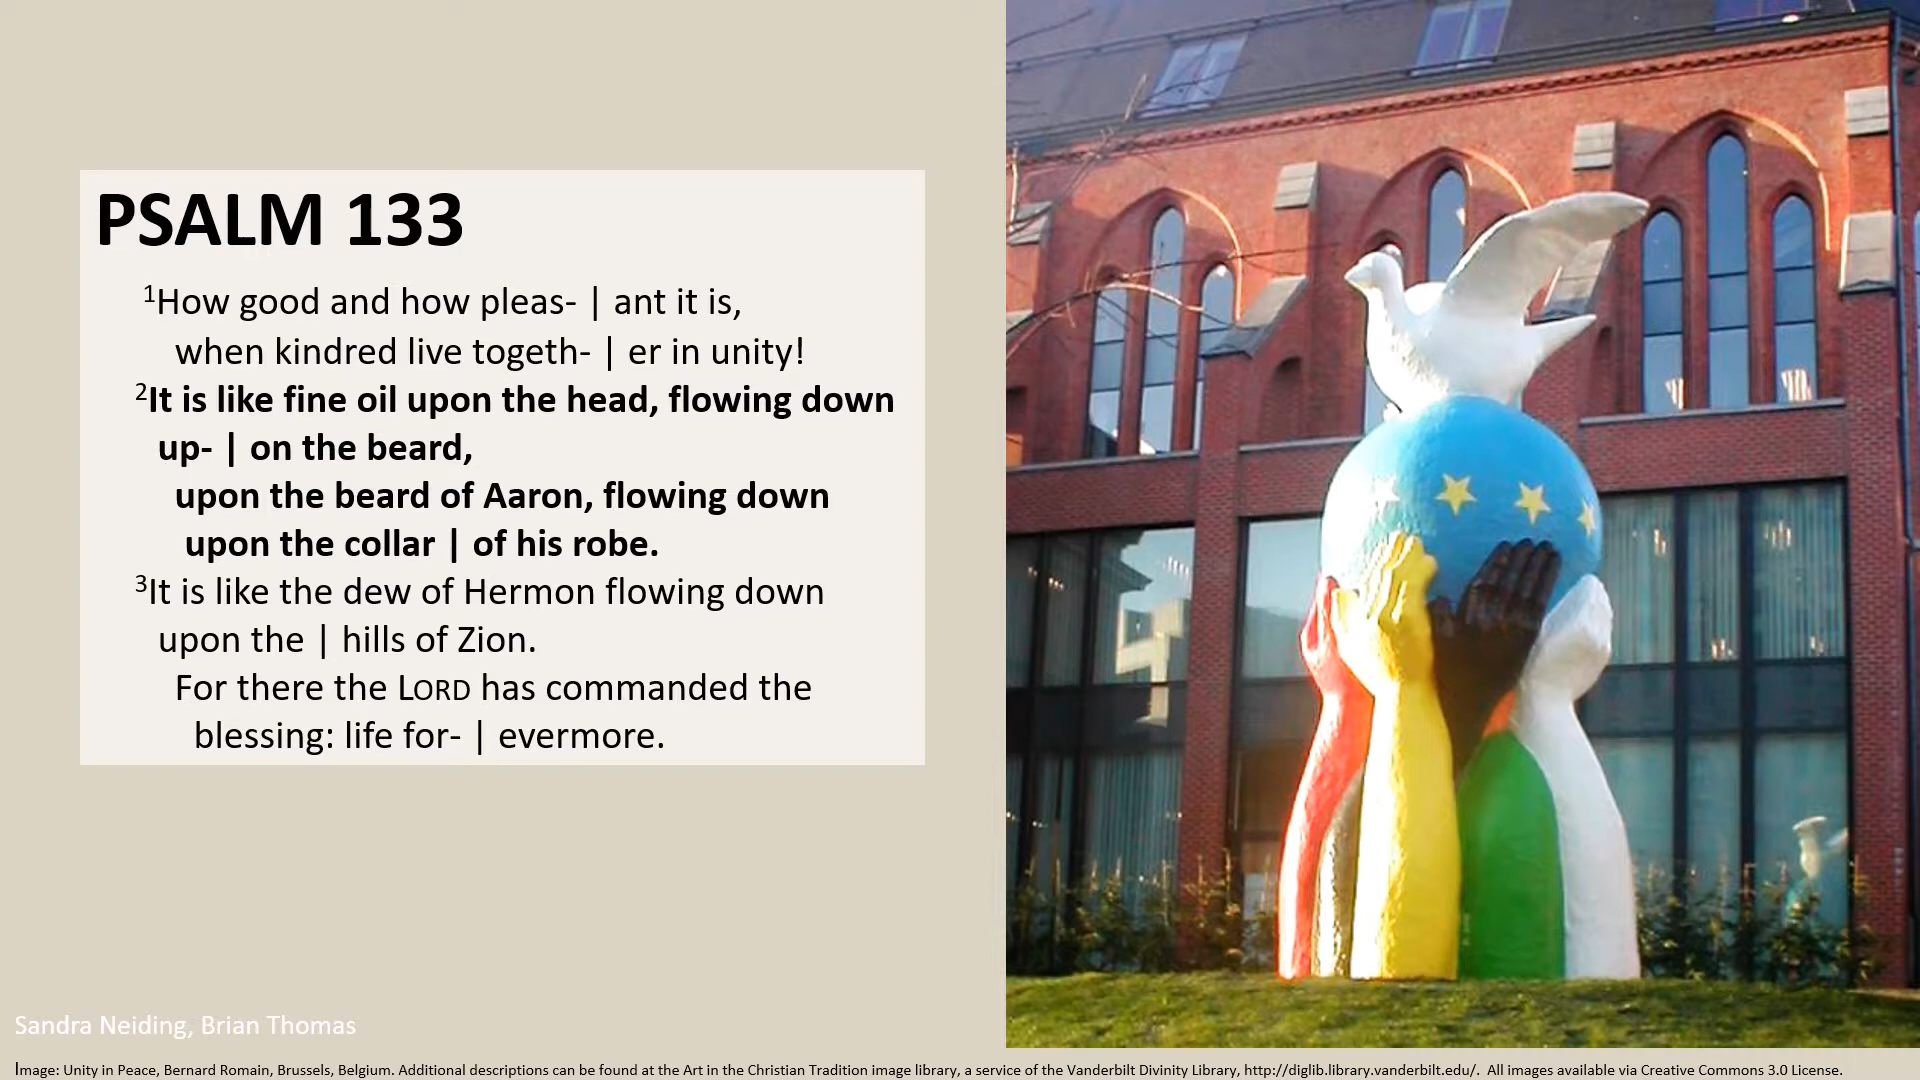 PSALM 133
¹How good and how pleas- | ant it is,
when kindred live togeth- | er in unity!
²It is like fine oil upon the head, flowing down
up- | on the beard,
upon the beard of Aaron, flowing down
upon the collar | of his robe.
³It is like the dew of Hermon flowing down
upon the | hills of Zion.
For there the LORD has commanded the
blessing: life for- | evermore.
Sandra Neiding, Brian Thomas
Image: Unity in Peace, Bernard Romain, Brussels, Belgium. Additional descriptions can be found at the Art in the Christian Tradition image library, a service of the Vanderbilt Divinity Library, http://diglib.library.vanderbilt.edu/.  All images available via Creative Commons 3.0 License.